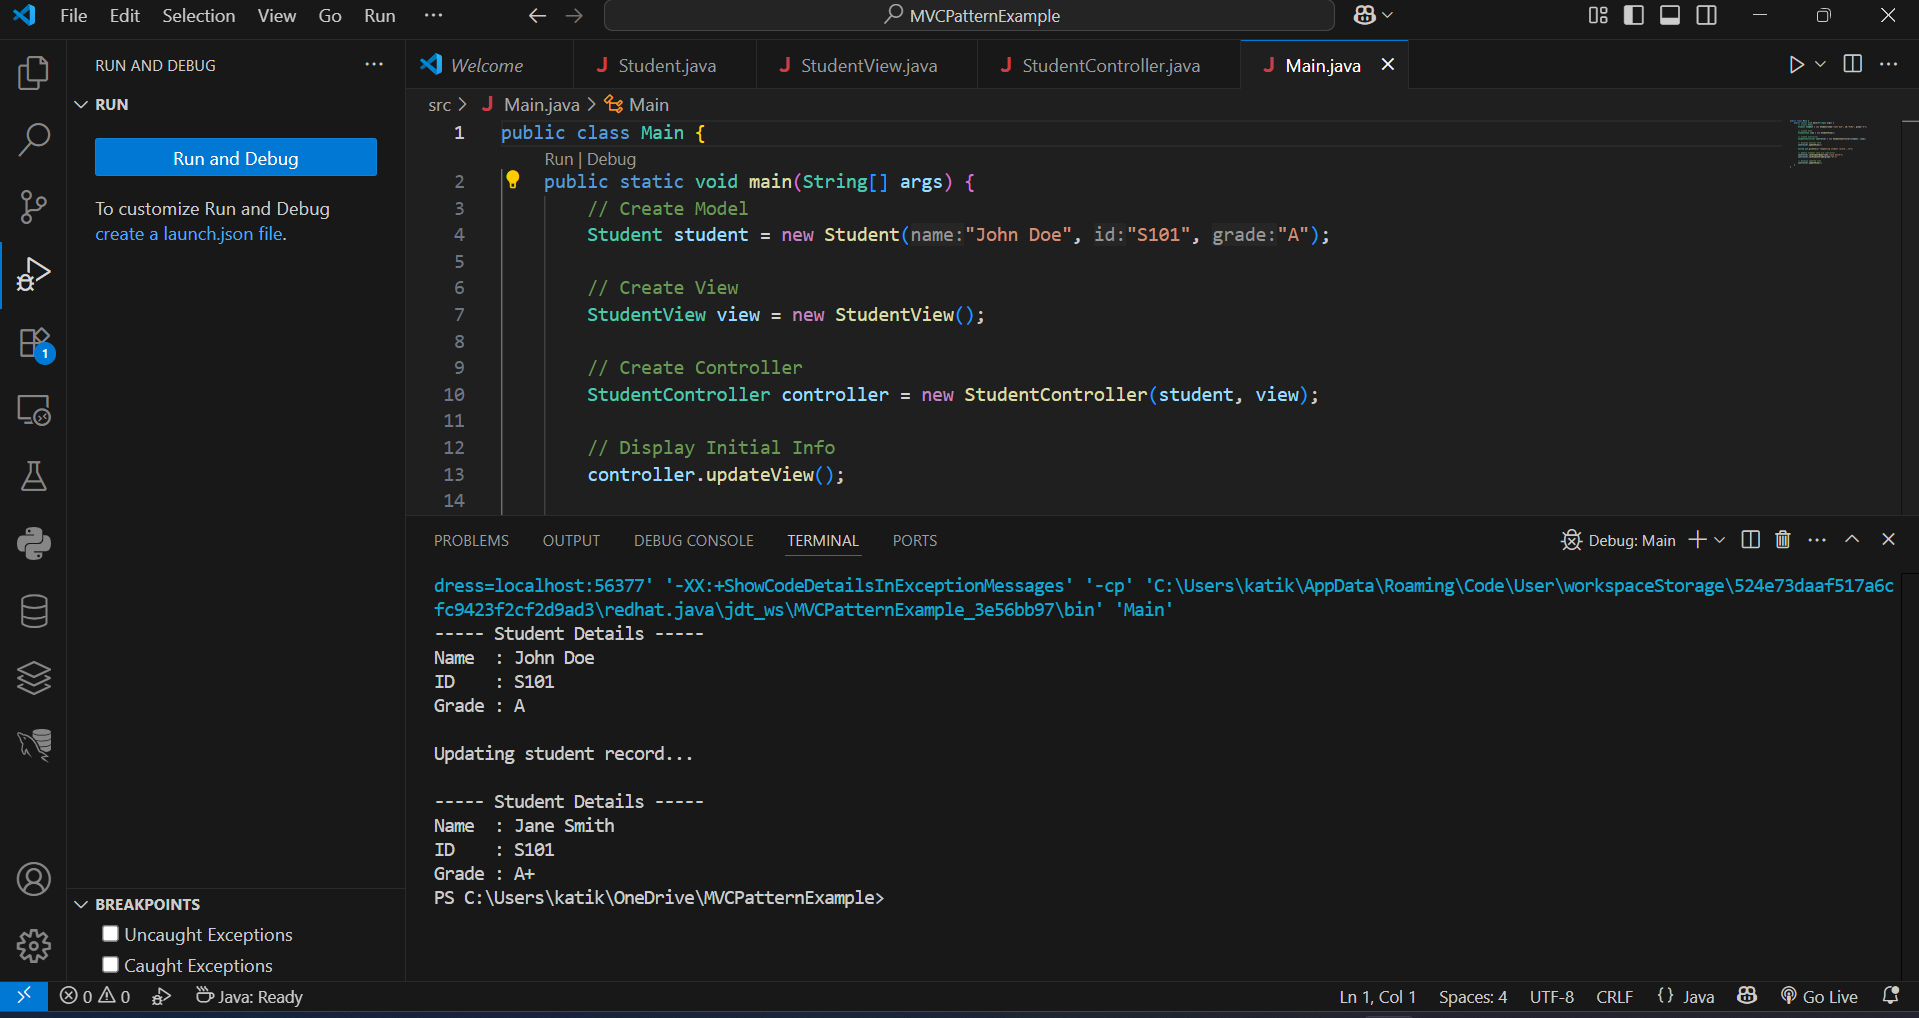 File Edit Selection View Go Run ··· MVCPatternExample
RUN AND DEBUG ···
RUN
Run and Debug
To customize Run and Debug
create a launch.json file.
1
BREAKPOINTS
Uncaught Exceptions
Caught Exceptions
Welcome J Student.java J StudentView.java J StudentController.java J Main.java
src > J Main.java > Main
1 public class Main {
Run | Debug
2 public static void main(String[] args) {
3 // Create Model
4 Student student = new Student(name:"John Doe", id:"S101", grade:"A");
5
6 // Create View
7 StudentView view = new StudentView();
8
9 // Create Controller
10 StudentController controller = new StudentController(student, view);
11
12 // Display Initial Info
13 controller.updateView();
14
PROBLEMS OUTPUT DEBUG CONSOLE TERMINAL PORTS Debug: Main
dress=localhost:56377' '-XX:+ShowCodeDetailsInExceptionMessages' '-cp' 'C:\Users\katik\AppData\Roaming\Code\User\workspaceStorage\524e73daaf517a6c
fc9423f2cf2d9ad3\redhat.java\jdt_ws\MVCPatternExample_3e56bb97\bin' 'Main'
----- Student Details -----
Name  : John Doe
ID    : S101
Grade : A
Updating student record...
----- Student Details -----
Name  : Jane Smith
ID    : S101
Grade : A+
PS C:\Users\katik\OneDrive\MVCPatternExample>
0 0 Java: Ready Ln 1, Col 1 Spaces: 4 UTF-8 CRLF {} Java Go Live